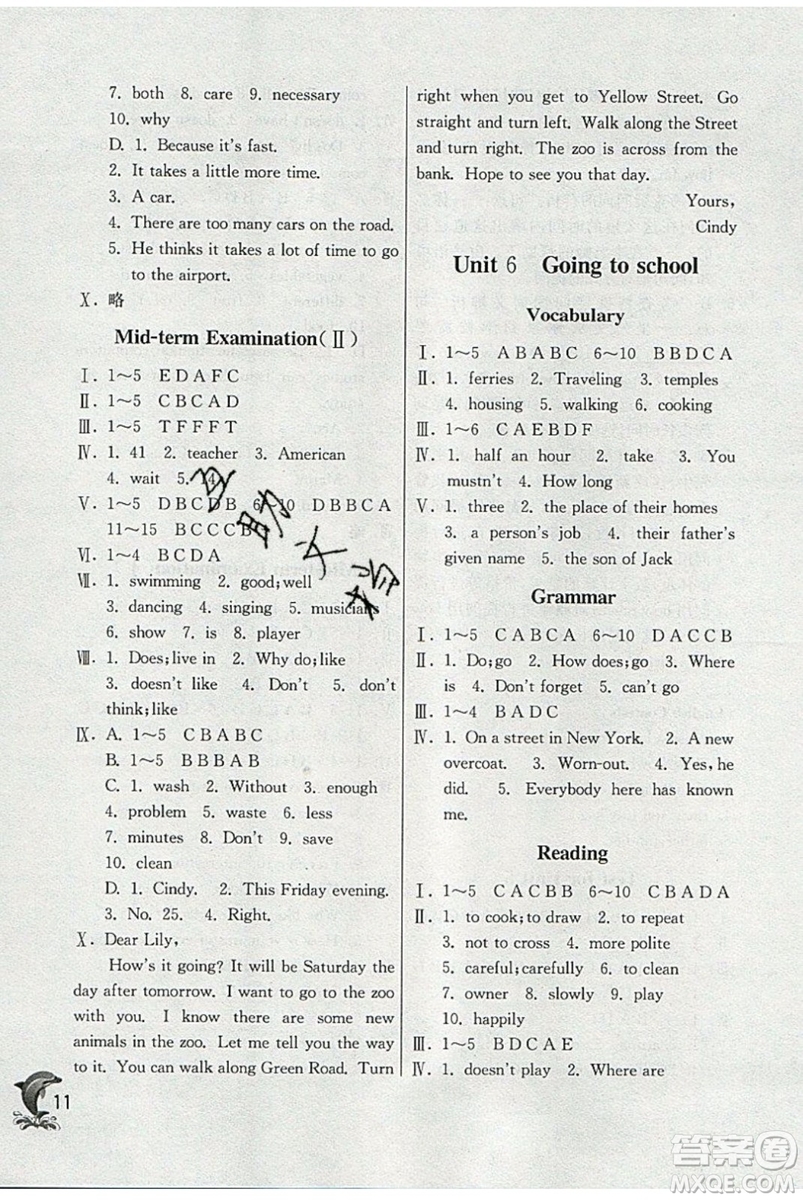 7. both 8. care 9. necessary
10. why
D. 1. Because it's fast.
2. It takes a little more time.
3. A car.
4. There are too many cars on the road.
5. He thinks it takes a lot of time to go
to the airport.
Ⅹ. 略
Mid-term Examination(Ⅱ)
Ⅰ. 1～5 E D A F C
Ⅱ. 1～5 C B C A D
Ⅲ. 1～5 T F F F T
Ⅳ. 1. 41 2. teacher 3. American
4. wait 5. 14
Ⅴ. 1～5 D B C D B 6～10 D B B C A
11～15 B C C C B
Ⅵ. 1～4 B C D A
Ⅶ. 1. swimming 2. good;well
3. dancing 4. singing 5. musicians
6. show 7. is 8. player
Ⅷ. 1. Does;live in 2. Why do;like
3. doesn't like 4. Don't 5. don't
think;like
Ⅸ. A. 1～5 C B A B C
B. 1～5 B B B A B
C. 1. wash 2. Without 3. enough
4. problem 5. waste 6. less
7. minutes 8. Don't 9. save
10. clean
D. 1. Cindy. 2. This Friday evening.
3. No. 25. 4. Right.
Ⅹ. Dear Lily,
How's it going? It will be Saturday the
day after tomorrow. I want to go to the zoo
with you. I know there are some new
animals in the zoo. Let me tell you the way
to it. You can walk along Green Road. Turn
right when you get to Yellow Street. Go
straight and turn left. Walk along the Street
and turn right. The zoo is across from the
bank. Hope to see you that day.
Yours,
Cindy
Unit 6 Going to school
Vocabulary
Ⅰ. 1～5 A B A B C 6～10 B B D C A
Ⅱ. 1. ferries 2. Traveling 3. temples
4. housing 5. walking 6. cooking
Ⅲ. 1～6 C A E B D F
Ⅳ. 1. half an hour 2. take 3. You
mustn't 4. How long
Ⅴ. 1. three 2. the place of their homes
3. a person's job 4. their father's
given name 5. the son of Jack
Grammar
Ⅰ. 1～5 C A B C A 6～10 D A C C B
Ⅱ. 1. Do;go 2. How does;go 3. Where
is 4. Don't forget 5. can't go
Ⅲ. 1～4 B A D C
Ⅳ. 1. On a street in New York. 2. A new
overcoat. 3. Worn-out. 4. Yes, he
did. 5. Everybody here has known
me.
Reading
Ⅰ. 1～5 C A C B B 6～10 C B A D A
Ⅱ. 1. to cook;to draw 2. to repeat
3. not to cross 4. more polite
5. careful;carefully 6. to clean
7. owner 8. slowly 9. play
10. happily
Ⅲ. 1～5 B D C A E
Ⅳ. 1. doesn't play 2. Where are
11
答案圈
MXQE.COM